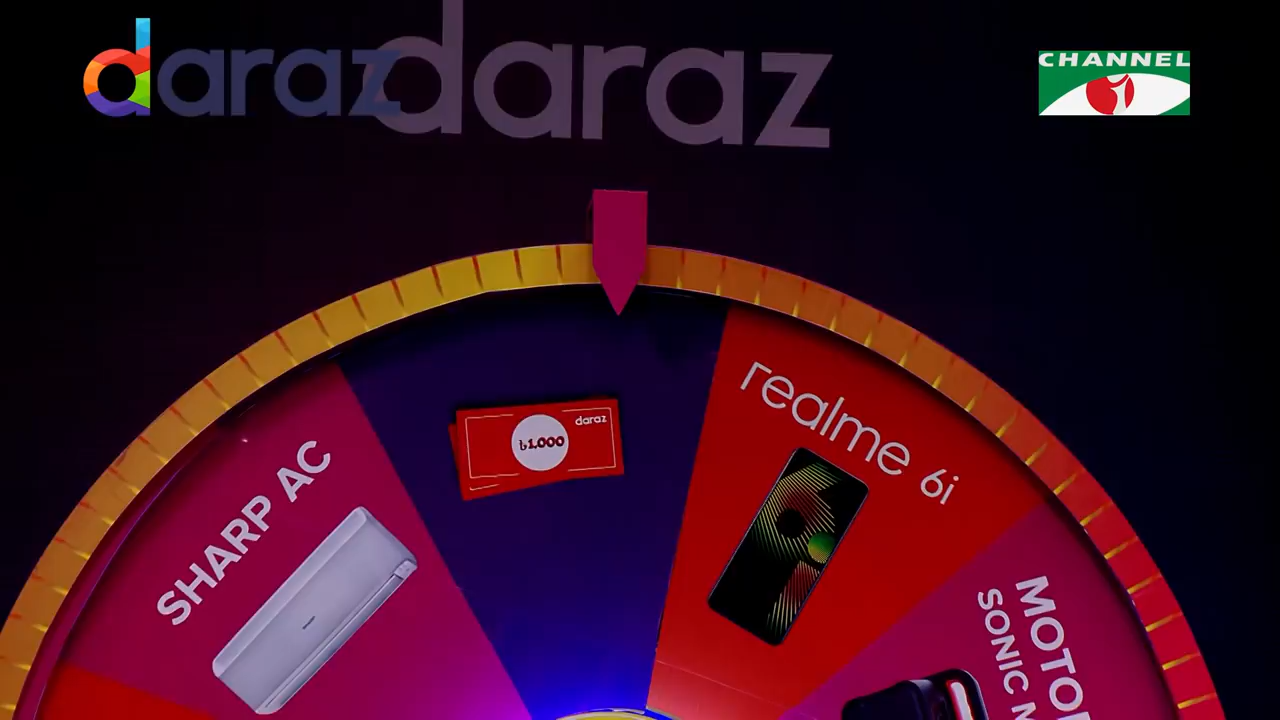 daraz
daraz
CHANNEL
i
daraz
৳1,000
realme 6i
SHARP AC
MOTO
SONIC